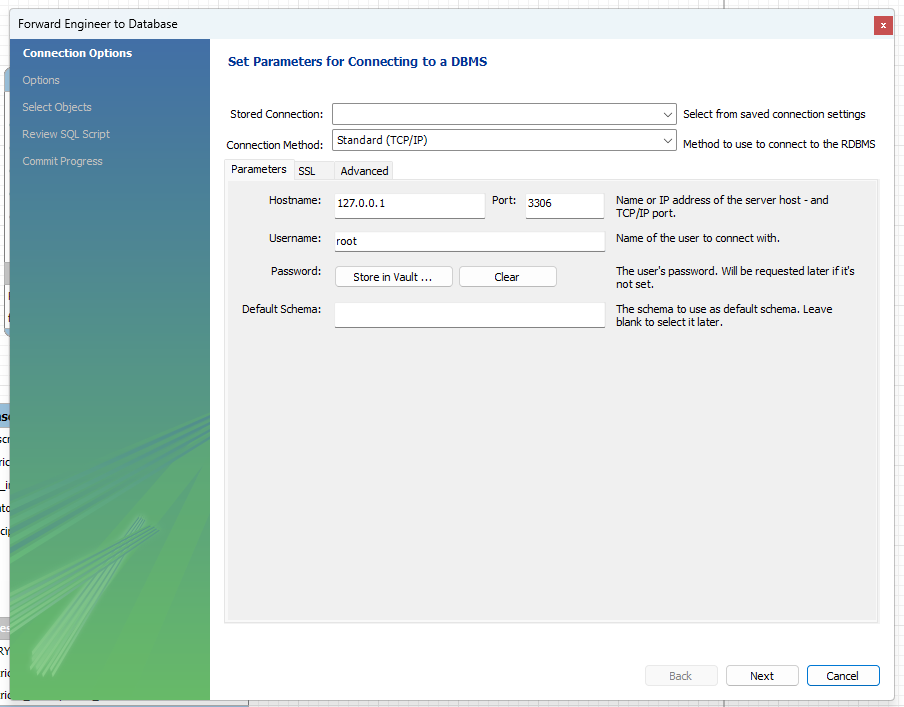 Forward Engineer to Database
x
Connection Options
Options
Select Objects
Review SQL Script
Commit Progress
Set Parameters for Connecting to a DBMS
Stored Connection: Select from saved connection settings
Connection Method: Standard (TCP/IP) Method to use to connect to the RDBMS
Parameters SSL Advanced
Hostname: 127.0.0.1 Port: 3306 Name or IP address of the server host - and
TCP/IP port.
Username: root Name of the user to connect with.
Password: Store in Vault ... Clear The user's password. Will be requested later if it's
not set.
Default Schema: The schema to use as default schema. Leave
blank to select it later.
Back Next Cancel